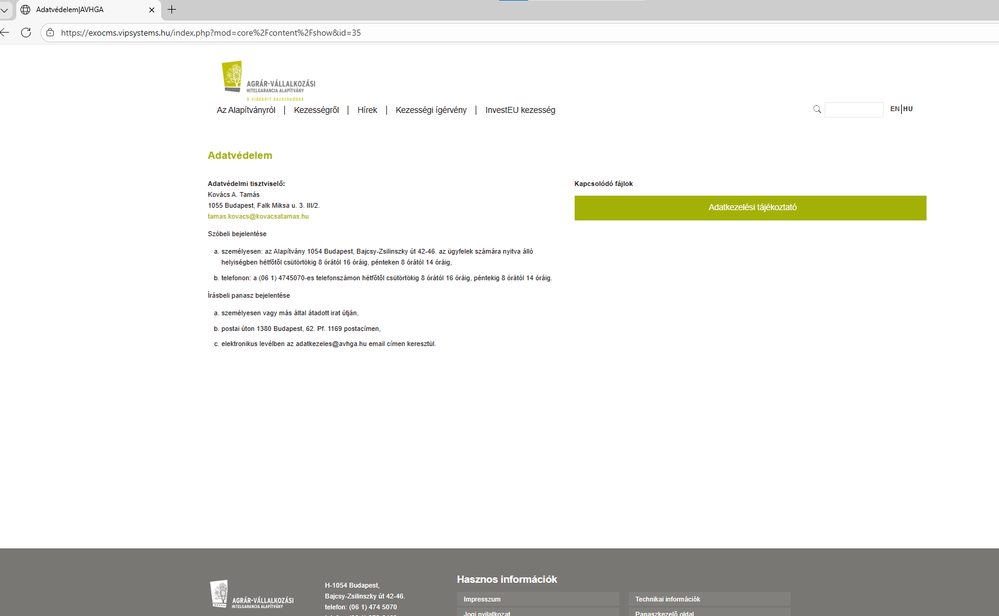 Adatvédelem|AVHGA
https://exocms.vipsystems.hu/index.php?mod=core%2Fcontent%2Fshow&id=35
AGRÁR-VÁLLALKOZÁSI
HITELGARANCIA ALAPÍTVÁNY
A vidékért kezeskedünk
Az Alapítványról | Kezességről | Hírek | Kezességi ígérvény | InvestEU kezesség
EN|HU
Adatvédelem
Adatvédelmi tisztviselő:
Kovács A. Tamás
1055 Budapest, Falk Miksa u. 3. III/2.
tamas.kovacs@kovacsatamas.hu
Szóbeli bejelentése
a. személyesen: az Alapítvány 1054 Budapest, Bajcsy-Zsilinszky út 42-46. az ügyfelek számára nyitva álló
helyiségben hétfőtől csütörtökig 8 órától 16 óráig, pénteken 8 órától 14 óráig,
b. telefonon: a (06 1) 4745070-es telefonszámon hétfőtől csütörtökig 8 órától 16 óráig, péntekig 8 órától 14 óráig.
Írásbeli panasz bejelentése
a. személyesen vagy más által átadott irat útján,
b. postai úton 1380 Budapest, 62. Pf. 1169 postacímen,
c. elektronikus levélben az adatkezeles@avhga.hu email címen keresztül.
Kapcsolódó fájlok
Adatkezelési tájékoztató
AGRÁR-VÁLLALKOZÁSI
HITELGARANCIA ALAPÍTVÁNY
H-1054 Budapest,
Bajcsy-Zsilinszky út 42-46.
telefon: (06 1) 474 5070
Hasznos információk
Impresszum
Technikai információk
Jogi nyilatkozat
Panaszkezelő oldal